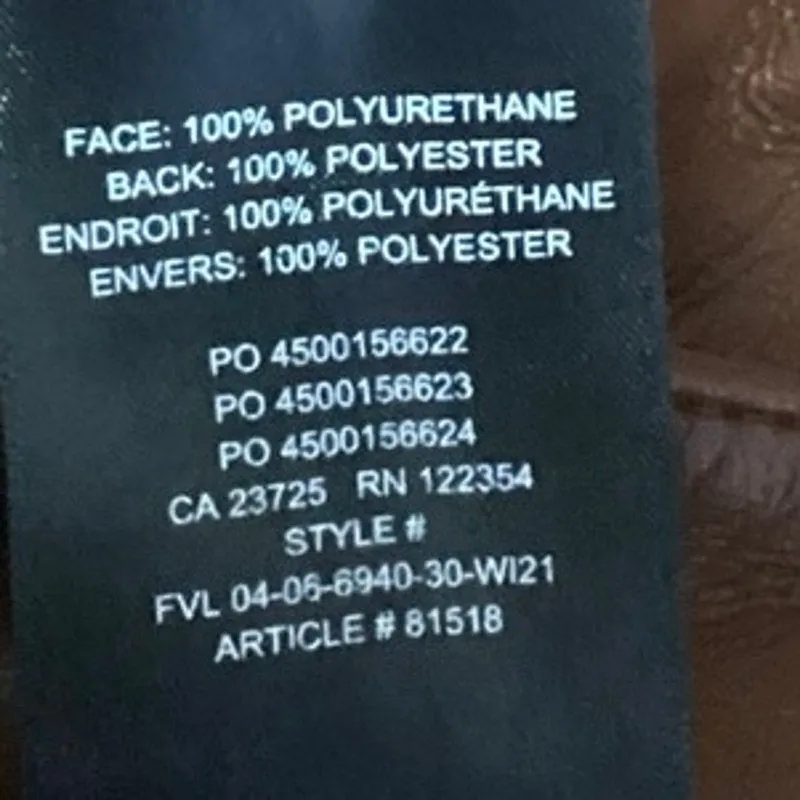 FACE: 100% POLYURETHANE
BACK: 100% POLYESTER
ENDROIT: 100% POLYURÉTHANE
ENVERS: 100% POLYESTER
PO 4500156622
PO 4500156623
PO 4500156624
CA 23725 RN 122354
STYLE #
FVL 04-06-6940-30-WI21
ARTICLE # 81518